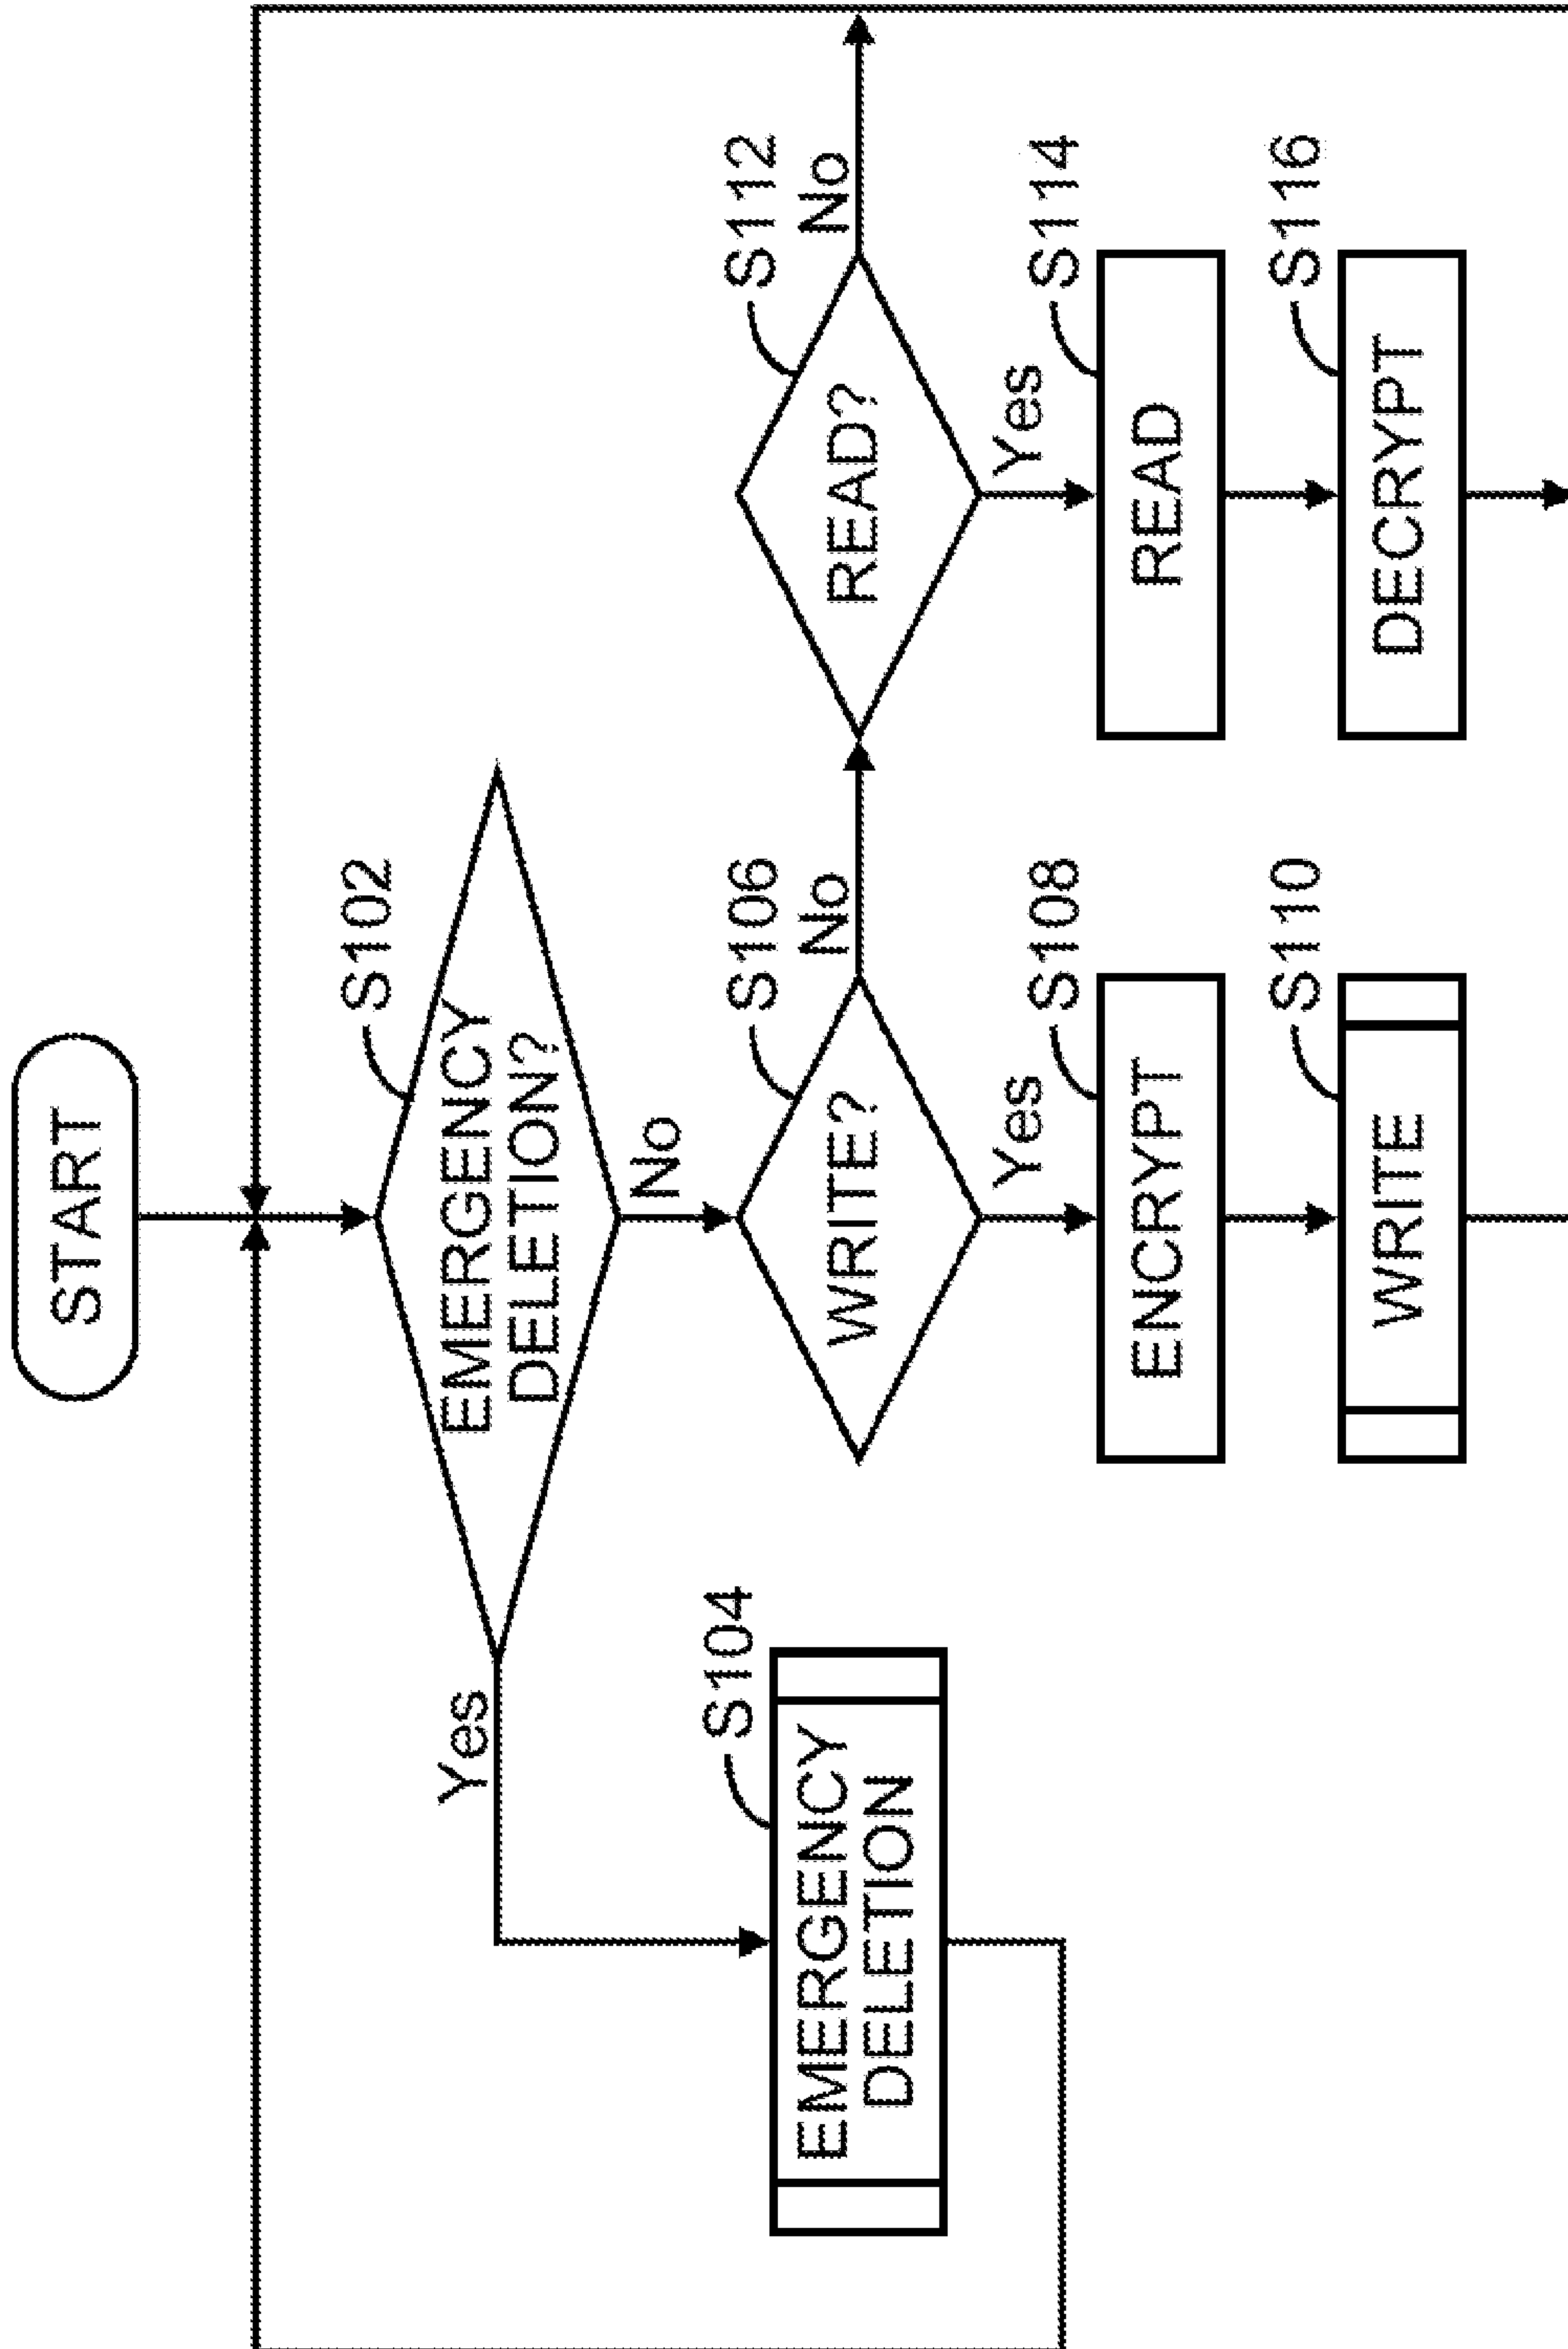 START
S102
EMERGENCY
DELETION?
Yes
No
S104
EMERGENCY
DELETION
S106
WRITE?
No
Yes
S112
READ?
No
Yes
S108
ENCRYPT
S114
READ
S110
WRITE
S116
DECRYPT